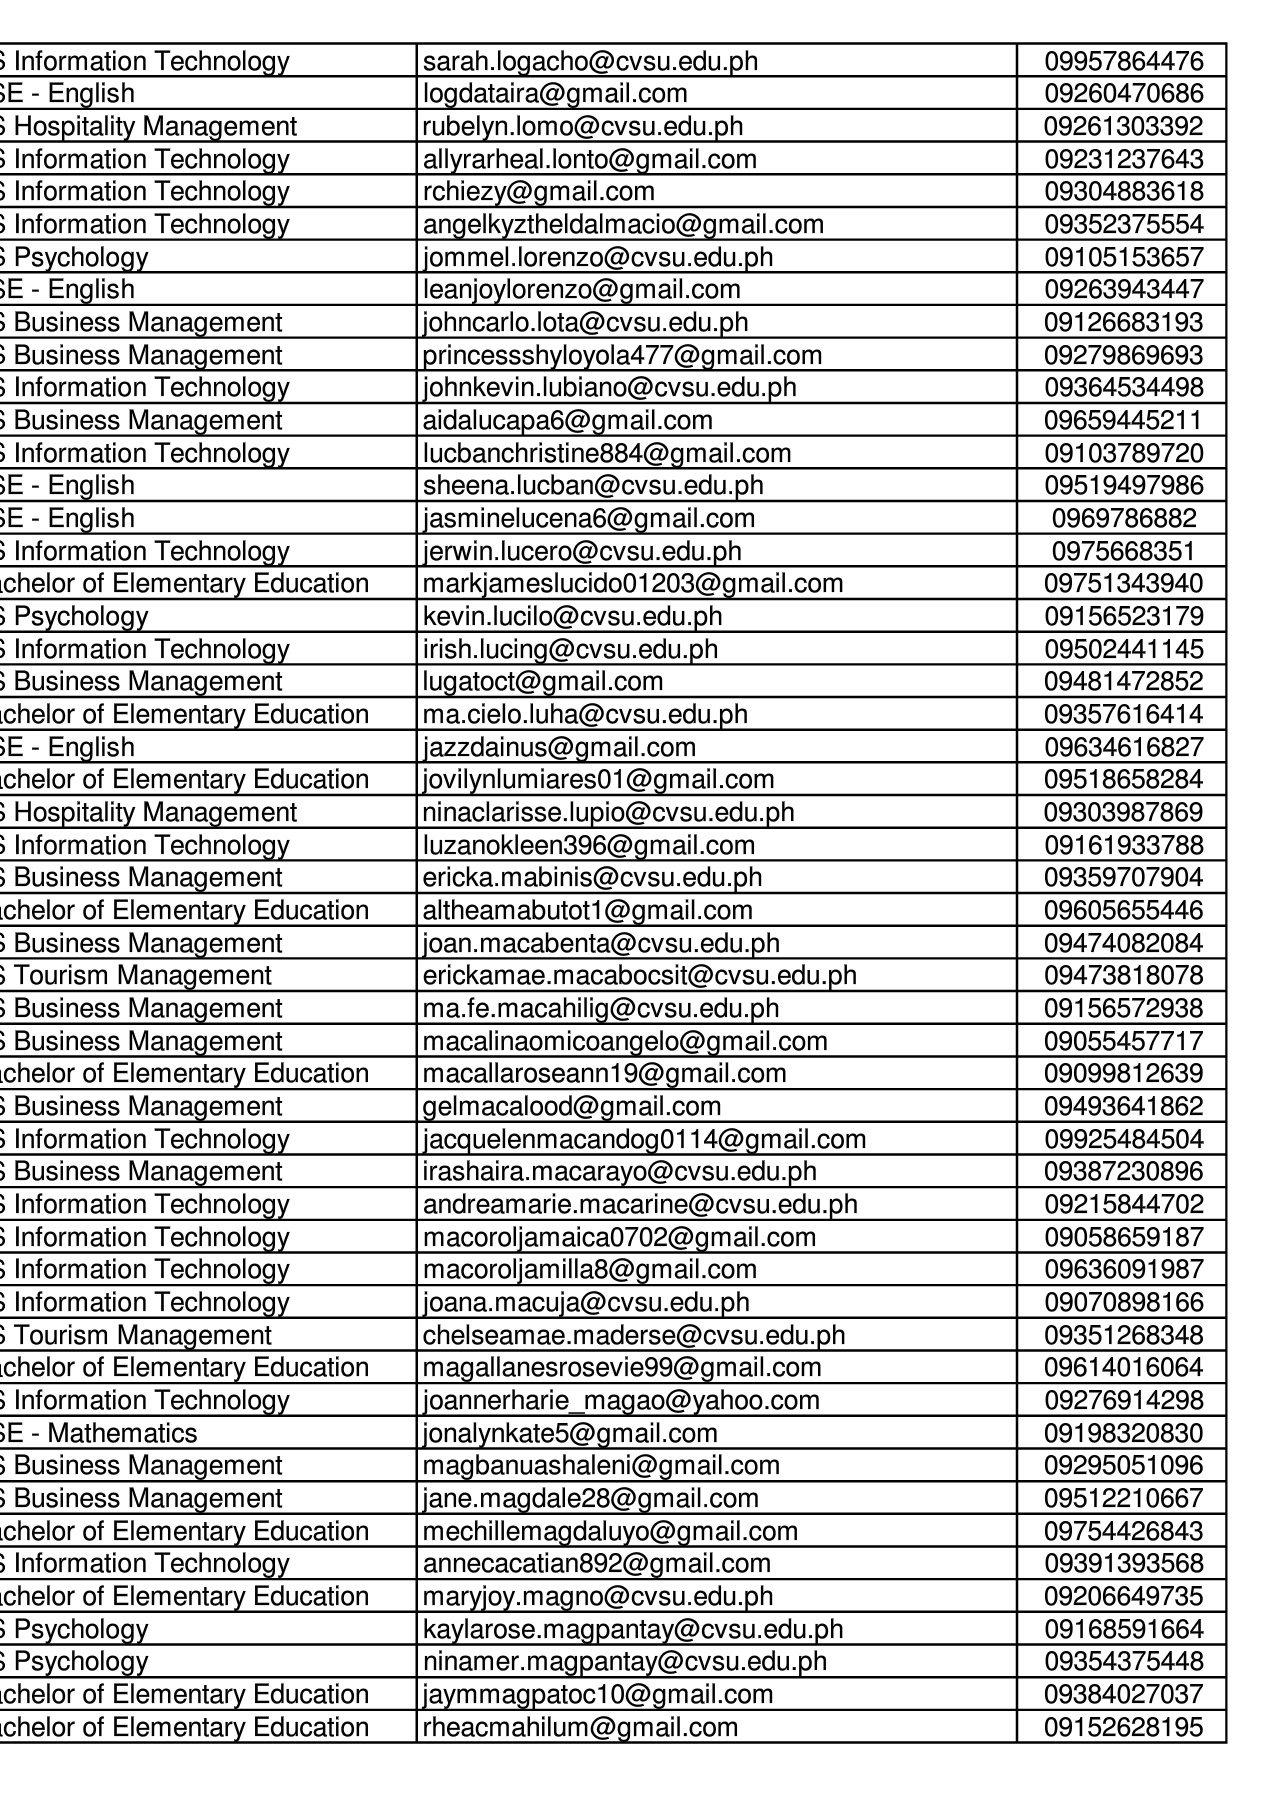 S Information Technology sarah.logacho@cvsu.edu.ph 09957864476
SE - English logdataira@gmail.com 09260470686
S Hospitality Management rubelyn.lomo@cvsu.edu.ph 09261303392
S Information Technology allyrarheal.lonto@gmail.com 09231237643
S Information Technology rchiezy@gmail.com 09304883618
S Information Technology angelkyztheldalmacio@gmail.com 09352375554
S Psychology jommel.lorenzo@cvsu.edu.ph 09105153657
SE - English leanjoylorenzo@gmail.com 09263943447
S Business Management johncarlo.lota@cvsu.edu.ph 09126683193
S Business Management princessshyloyola477@gmail.com 09279869693
S Information Technology johnkevin.lubiano@cvsu.edu.ph 09364534498
S Business Management aidalucapa6@gmail.com 09659445211
S Information Technology lucbanchristine884@gmail.com 09103789720
SE - English sheena.lucban@cvsu.edu.ph 09519497986
SE - English jasminelucena6@gmail.com 0969786882
S Information Technology jerwin.lucero@cvsu.edu.ph 0975668351
achelor of Elementary Education markjameslucido01203@gmail.com 09751343940
S Psychology kevin.lucilo@cvsu.edu.ph 09156523179
S Information Technology irish.lucing@cvsu.edu.ph 09502441145
S Business Management lugatoct@gmail.com 09481472852
achelor of Elementary Education ma.cielo.luha@cvsu.edu.ph 09357616414
SE - English jazzdainus@gmail.com 09634616827
achelor of Elementary Education jovilynlumiares01@gmail.com 09518658284
S Hospitality Management ninaclarisse.lupio@cvsu.edu.ph 09303987869
S Information Technology luzanokleen396@gmail.com 09161933788
S Business Management ericka.mabinis@cvsu.edu.ph 09359707904
achelor of Elementary Education altheamabutot1@gmail.com 09605655446
S Business Management joan.macabenta@cvsu.edu.ph 09474082084
S Tourism Management erickamae.macabocsit@cvsu.edu.ph 09473818078
S Business Management ma.fe.macahilig@cvsu.edu.ph 09156572938
S Business Management macalinaomicoangelo@gmail.com 09055457717
achelor of Elementary Education macallaroseann19@gmail.com 09099812639
S Business Management gelmacalood@gmail.com 09493641862
S Information Technology jacquelenmacandog0114@gmail.com 09925484504
S Business Management irashaira.macarayo@cvsu.edu.ph 09387230896
S Information Technology andreamarie.macarine@cvsu.edu.ph 09215844702
S Information Technology macoroljamaica0702@gmail.com 09058659187
S Information Technology macoroljamilla8@gmail.com 09636091987
S Information Technology joana.macuja@cvsu.edu.ph 09070898166
S Tourism Management chelseamae.maderse@cvsu.edu.ph 09351268348
achelor of Elementary Education magallanesrosevie99@gmail.com 09614016064
S Information Technology joannerharie_magao@yahoo.com 09276914298
SE - Mathematics jonalynkate5@gmail.com 09198320830
S Business Management magbanuashaleni@gmail.com 09295051096
S Business Management jane.magdale28@gmail.com 09512210667
achelor of Elementary Education mechillemagdaluyo@gmail.com 09754426843
S Information Technology annecacatian892@gmail.com 09391393568
achelor of Elementary Education maryjoy.magno@cvsu.edu.ph 09206649735
S Psychology kaylarose.magpantay@cvsu.edu.ph 09168591664
S Psychology ninamer.magpantay@cvsu.edu.ph 09354375448
achelor of Elementary Education jaymmagpatoc10@gmail.com 09384027037
achelor of Elementary Education rheacmahilum@gmail.com 09152628195